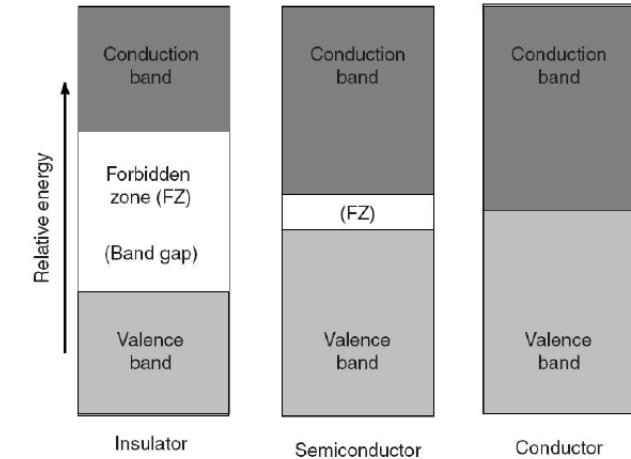 Relative energy
Conduction
band
Forbidden
zone (FZ)
(Band gap)
Valence
band
Insulator
Conduction
band
(FZ)
Valence
band
Semiconductor
Conduction
band
Valence
band
Conductor